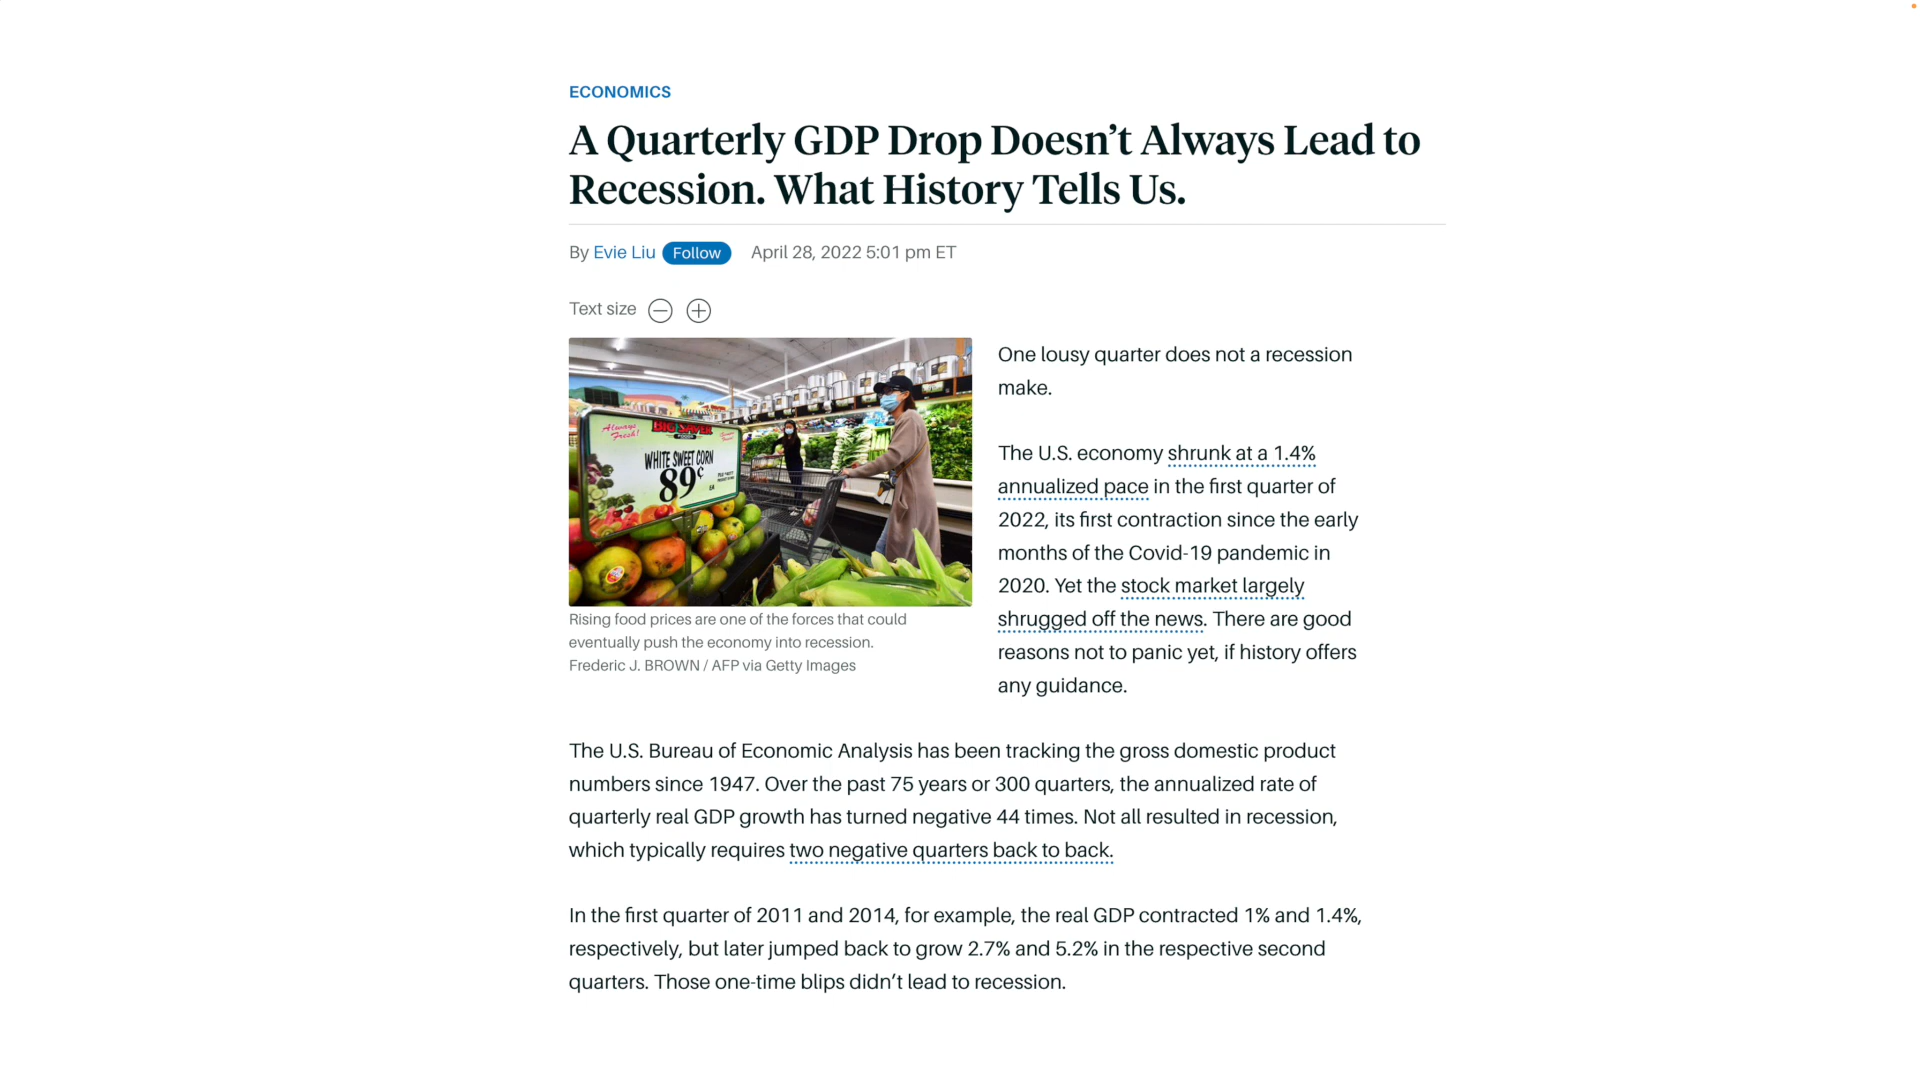 ECONOMICS
A Quarterly GDP Drop Doesn’t Always Lead to
Recession. What History Tells Us.
By Evie Liu Follow April 28, 2022 5:01 pm ET
Text size
Always
Fresh!
BIG SAVER
FOODS
WHITE SWEET CORN
89¢
EA
Rising food prices are one of the forces that could
eventually push the economy into recession.
Frederic J. BROWN / AFP via Getty Images
One lousy quarter does not a recession
make.
The U.S. economy shrunk at a 1.4%
annualized pace in the first quarter of
2022, its first contraction since the early
months of the Covid-19 pandemic in
2020. Yet the stock market largely
shrugged off the news. There are good
reasons not to panic yet, if history offers
any guidance.
The U.S. Bureau of Economic Analysis has been tracking the gross domestic product
numbers since 1947. Over the past 75 years or 300 quarters, the annualized rate of
quarterly real GDP growth has turned negative 44 times. Not all resulted in recession,
which typically requires two negative quarters back to back.
In the first quarter of 2011 and 2014, for example, the real GDP contracted 1% and 1.4%,
respectively, but later jumped back to grow 2.7% and 5.2% in the respective second
quarters. Those one-time blips didn’t lead to recession.